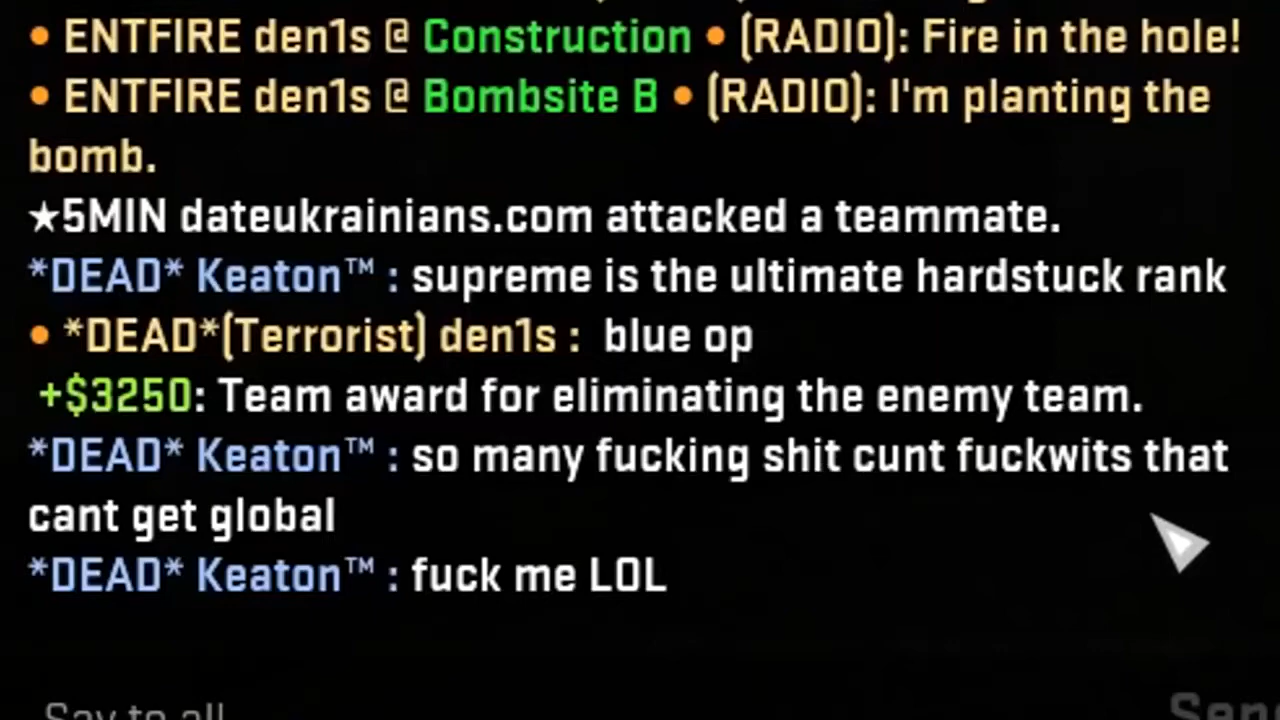 • ENTFIRE den1s @ Construction • (RADIO): Fire in the hole!
• ENTFIRE den1s @ Bombsite B • (RADIO): I'm planting the
bomb.
★5MIN dateukrainians.com attacked a teammate.
*DEAD* Keaton™ : supreme is the ultimate hardstuck rank
• *DEAD*(Terrorist) den1s : blue op
+$3250: Team award for eliminating the enemy team.
*DEAD* Keaton™ : so many fucking shit cunt fuckwits that
cant get global
*DEAD* Keaton™ : fuck me LOL
Say to all